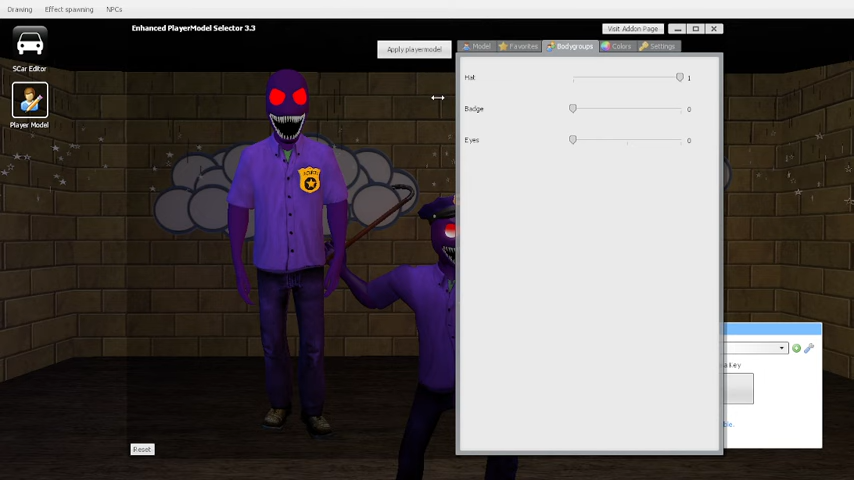 Drawing Effect spawning NPCs
Enhanced PlayerModel Selector 3.3
Visit Addon Page
SCar Editor
Player Model
Apply playermodel
Model Favorites Bodygroups Colors Settings
Hat 1
Badge 0
Eyes 0
Reset